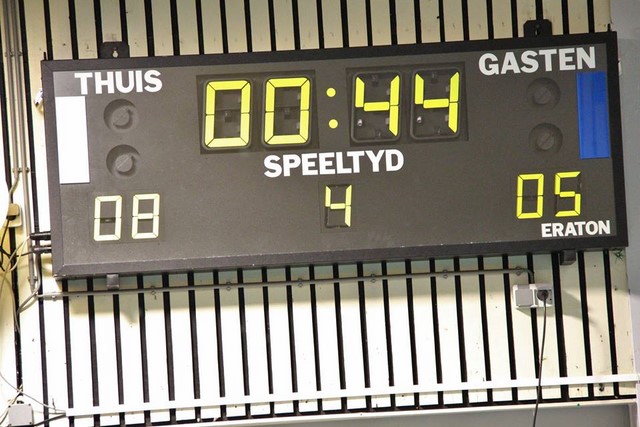 THUIS
GASTEN
00:44
SPEELTYD
08
4
05
ERATON